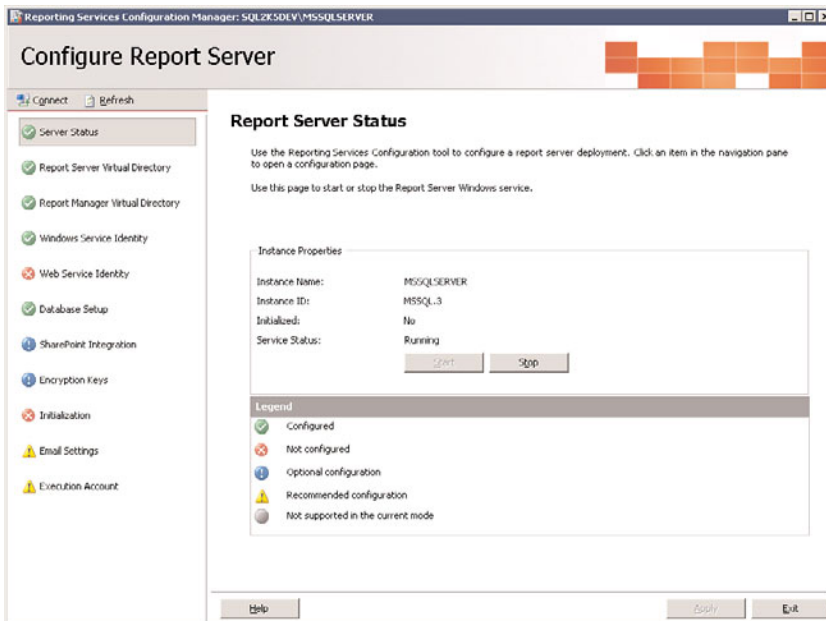 Reporting Services Configuration Manager: SQL2K5DEV\MSSQLSERVER
Configure Report Server
Connect Refresh
Server Status
Report Server Virtual Directory
Report Manager Virtual Directory
Windows Service Identity
Web Service Identity
Database Setup
SharePoint Integration
Encryption Keys
Initialization
Email Settings
Execution Account
Report Server Status
Use the Reporting Services Configuration tool to configure a report server deployment. Click an item in the navigation pane
to open a configuration page.
Use this page to start or stop the Report Server Windows service.
Instance Properties
Instance Name: MSSQLSERVER
Instance ID: MSSQL.3
Initialized: No
Service Status: Running
Start Stop
Legend
Configured
Not configured
Optional configuration
Recommended configuration
Not supported in the current mode
Help Apply Exit